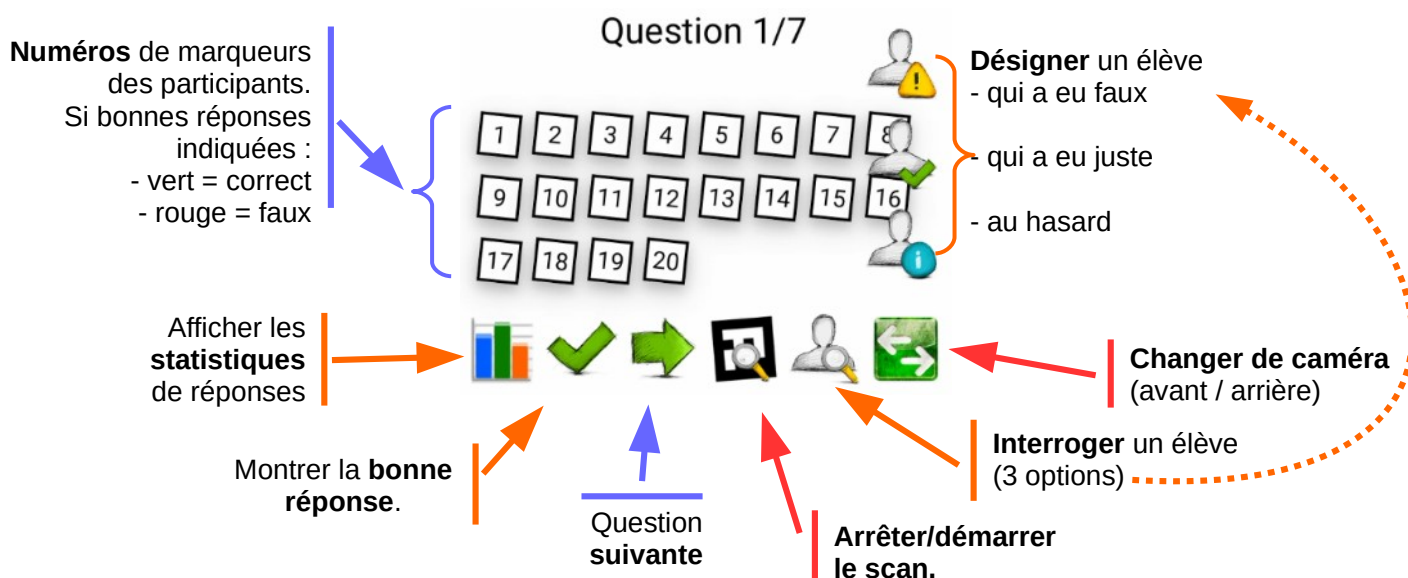 Question 1/7
Numéros de marqueurs
des participants.
Si bonnes réponses
indiquées :
- vert = correct
- rouge = faux
1 2 3 4 5 6 7 8
9 10 11 12 13 14 15 16
17 18 19 20
Désigner un élève
- qui a eu faux
- qui a eu juste
- au hasard
Afficher les
statistiques
de réponses
Montrer la bonne
réponse.
Question
suivante
Arrêter/démarrer
le scan.
Interroger un élève
(3 options)
Changer de caméra
(avant / arrière)